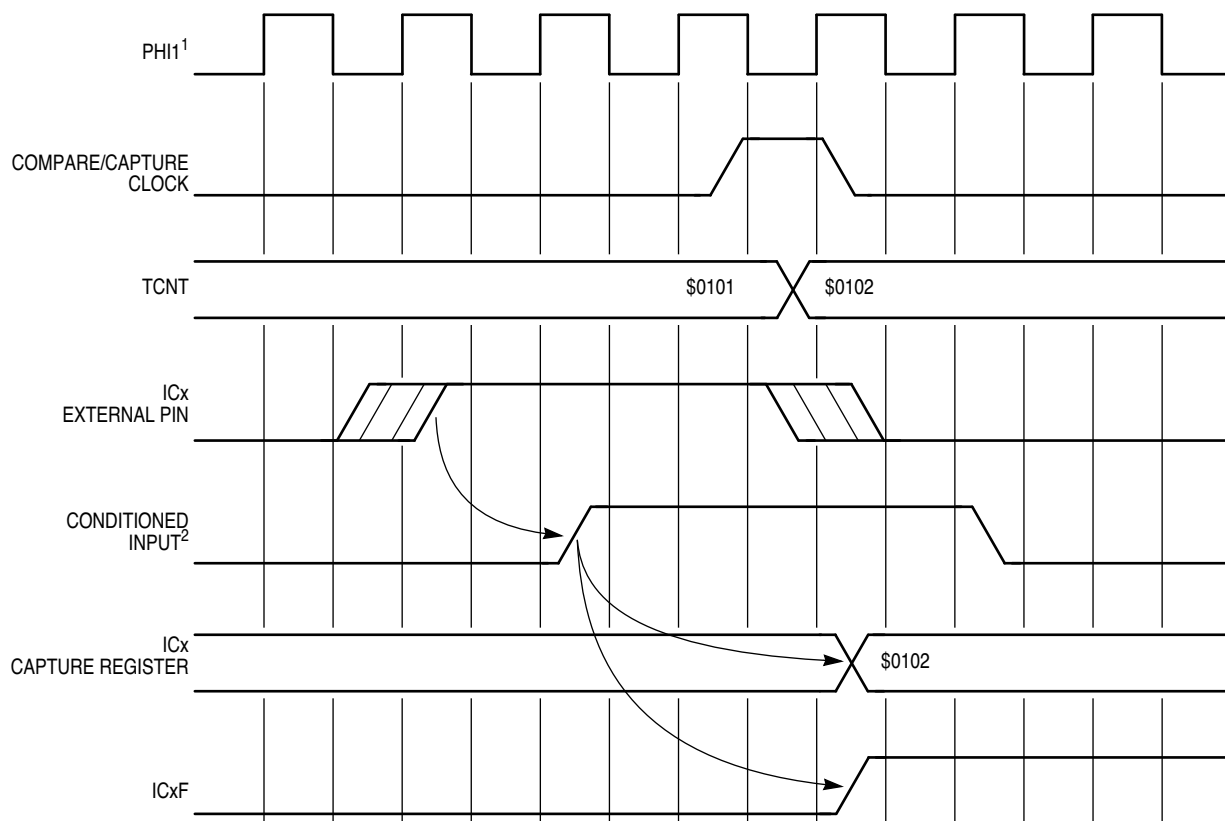 PHI1¹
COMPARE/CAPTURE
CLOCK
TCNT
$0101
$0102
ICx
EXTERNAL PIN
CONDITIONED
INPUT²
ICx
CAPTURE REGISTER
$0102
ICxF